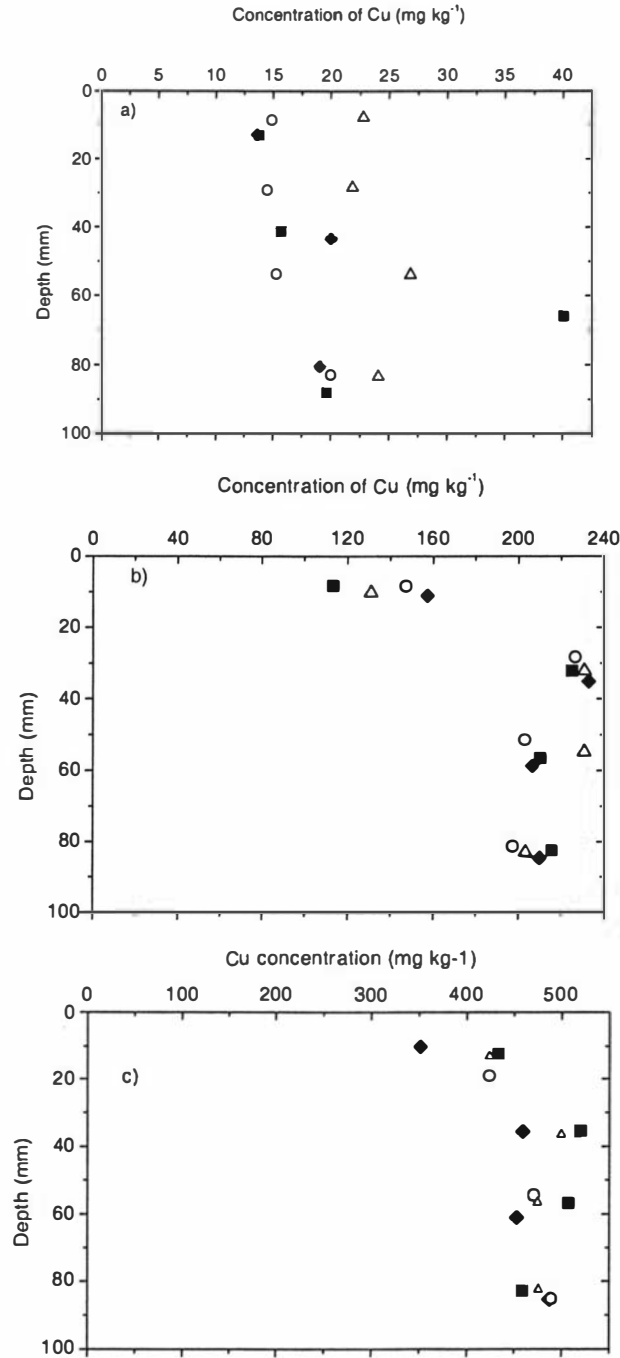 Concentration of Cu (mg kg⁻¹)
0 5 10 15 20 25 30 35 40
a)
0
20
40
60
80
100
Depth (mm)
Concentration of Cu (mg kg⁻¹)
0 40 80 120 160 200 240
b)
0
20
40
60
80
100
Depth (mm)
Cu concentration (mg kg-1)
0 100 200 300 400 500
c)
0
20
40
60
80
100
Depth (mm)